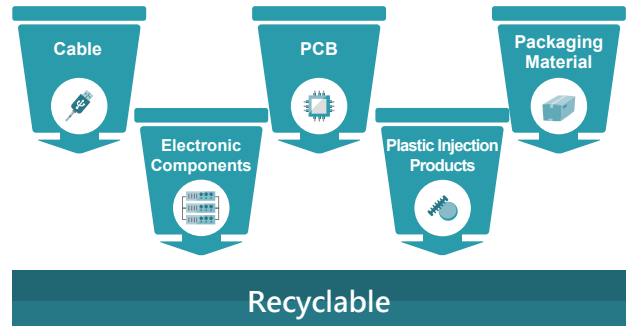 Cable
PCB
Packaging
Material
Electronic
Components
Plastic Injection
Products
Recyclable